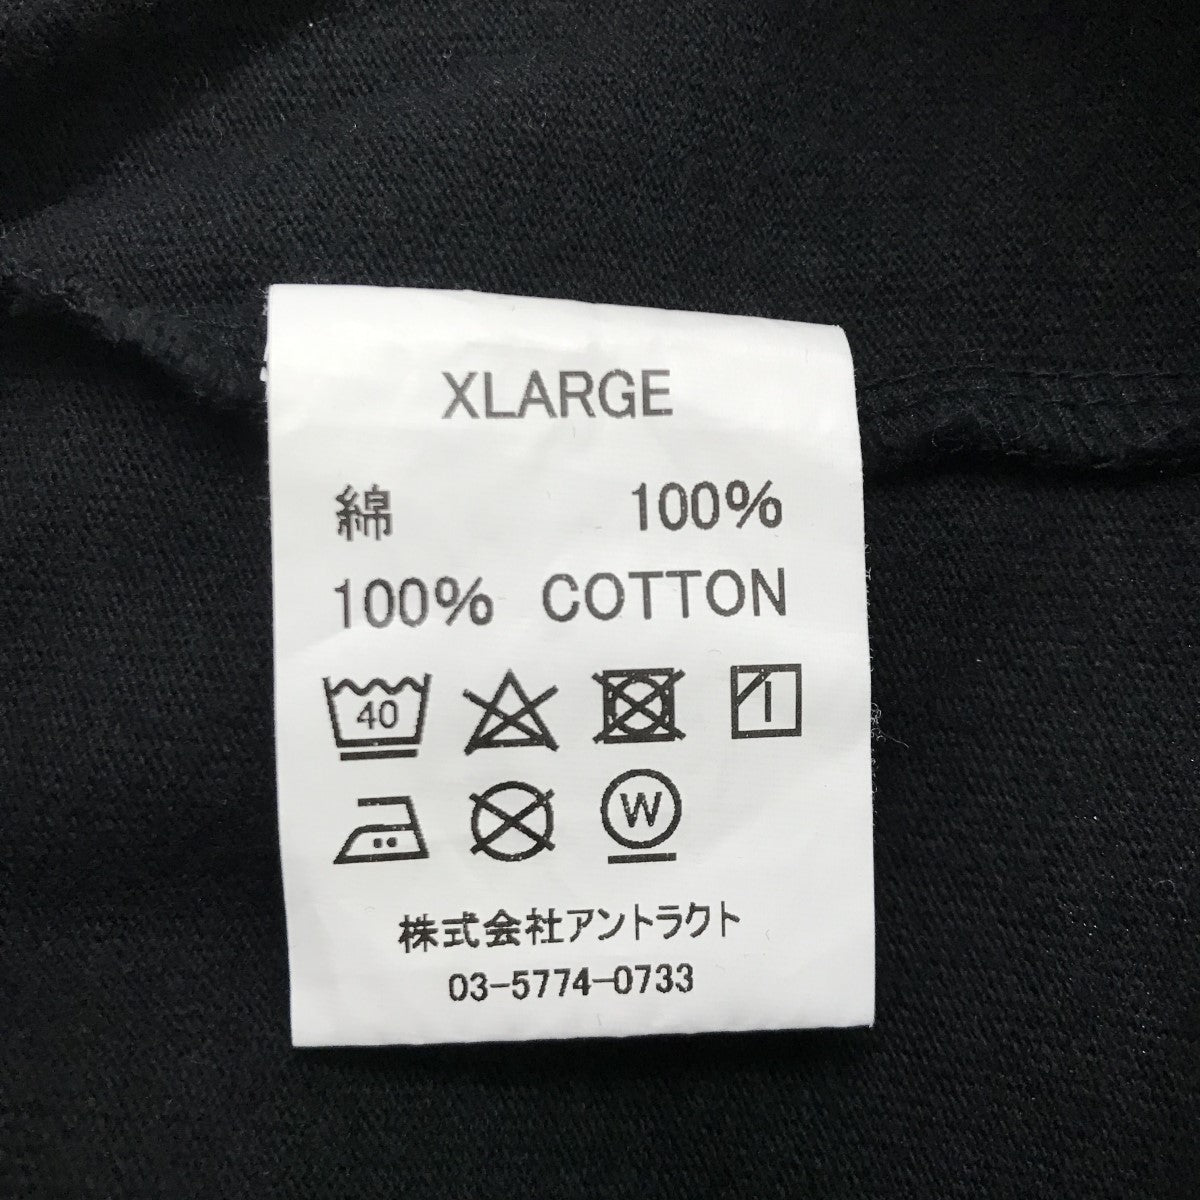 XLARGE
綿 100%
100% COTTON
40
W
株式会社アントラクト
03-5774-0733